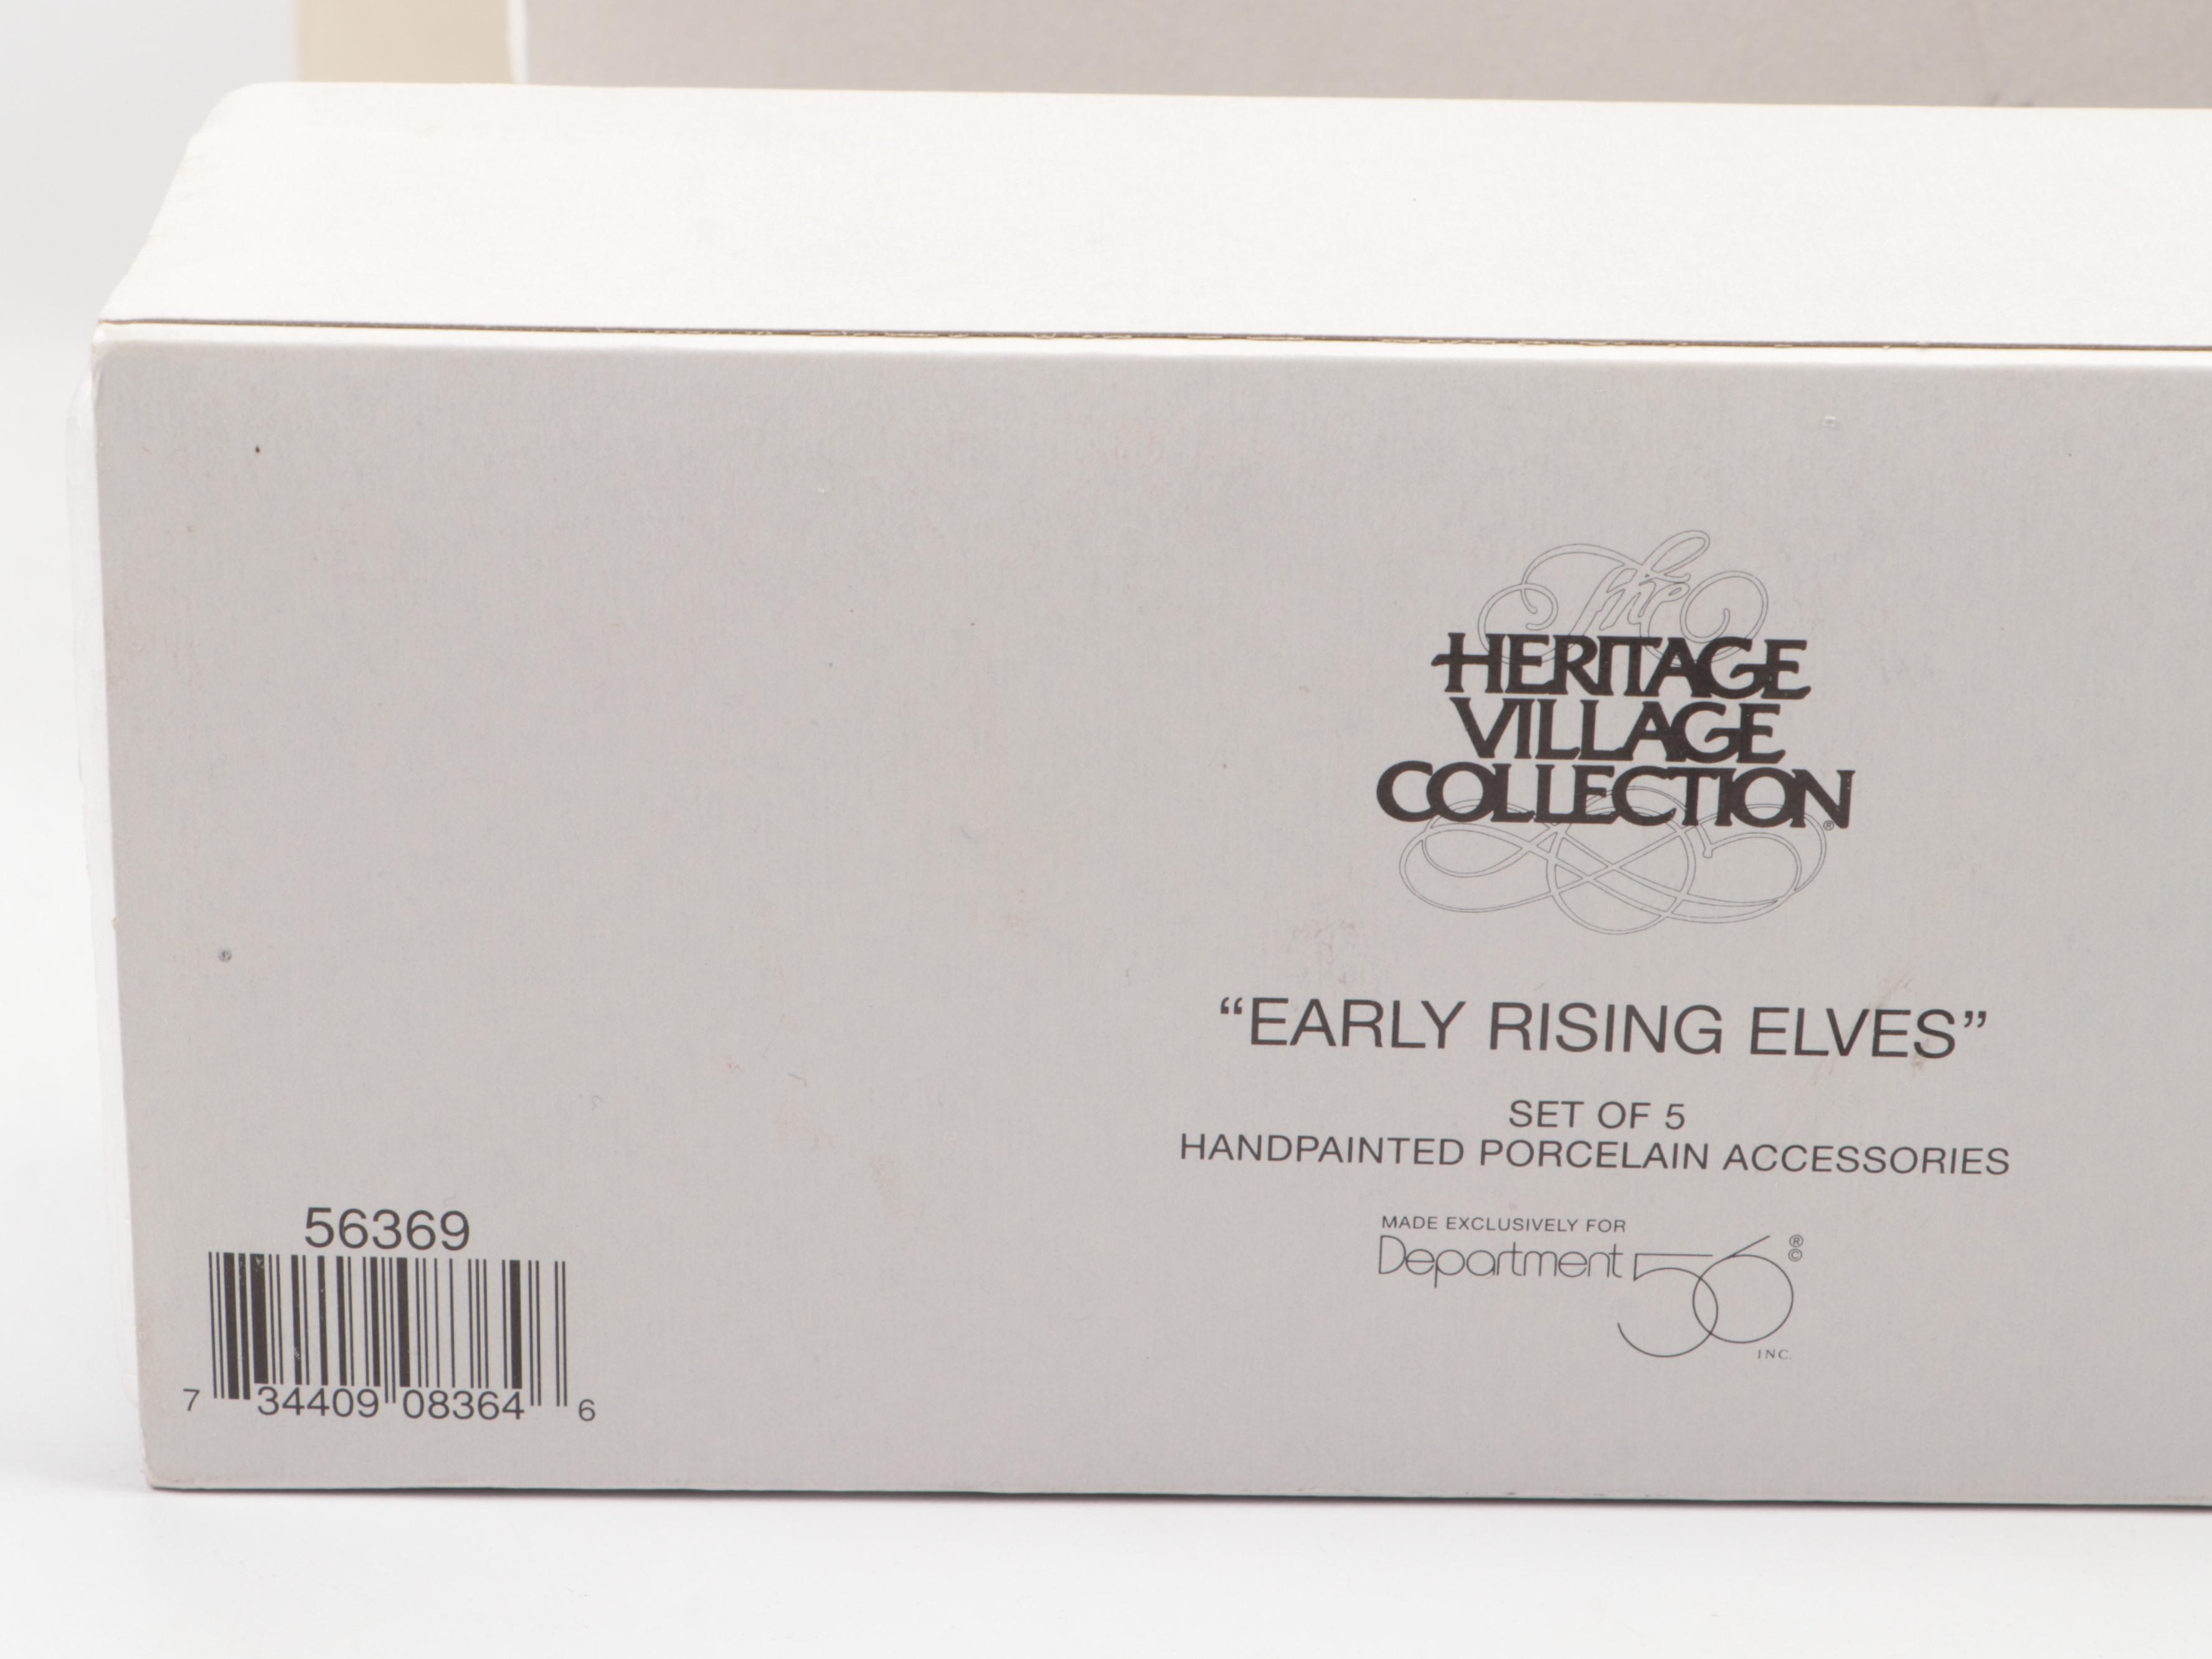 The
HERITAGE
VILLAGE
COLLECTION®
“EARLY RISING ELVES”
SET OF 5
HANDPAINTED PORCELAIN ACCESSORIES
MADE EXCLUSIVELY FOR
Department 56 ® ©
INC.
56369
7 34409 08364 6